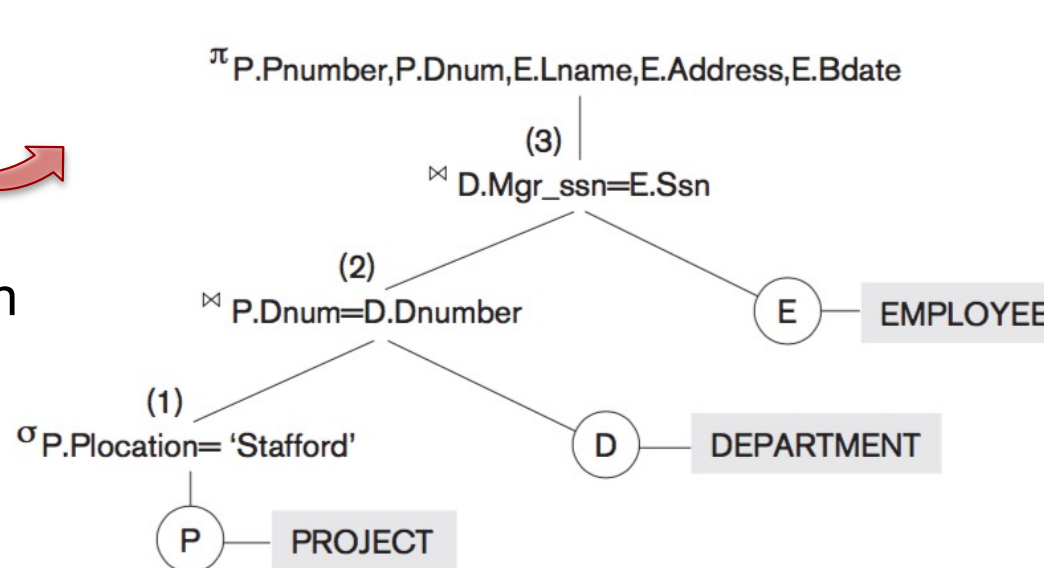 π P.Pnumber,P.Dnum,E.Lname,E.Address,E.Bdate
(3)
⋈ D.Mgr_ssn=E.Ssn
(2)
⋈ P.Dnum=D.Dnumber
E
EMPLOYEE
(1)
σ P.Plocation= ‘Stafford’
D
DEPARTMENT
P
PROJECT